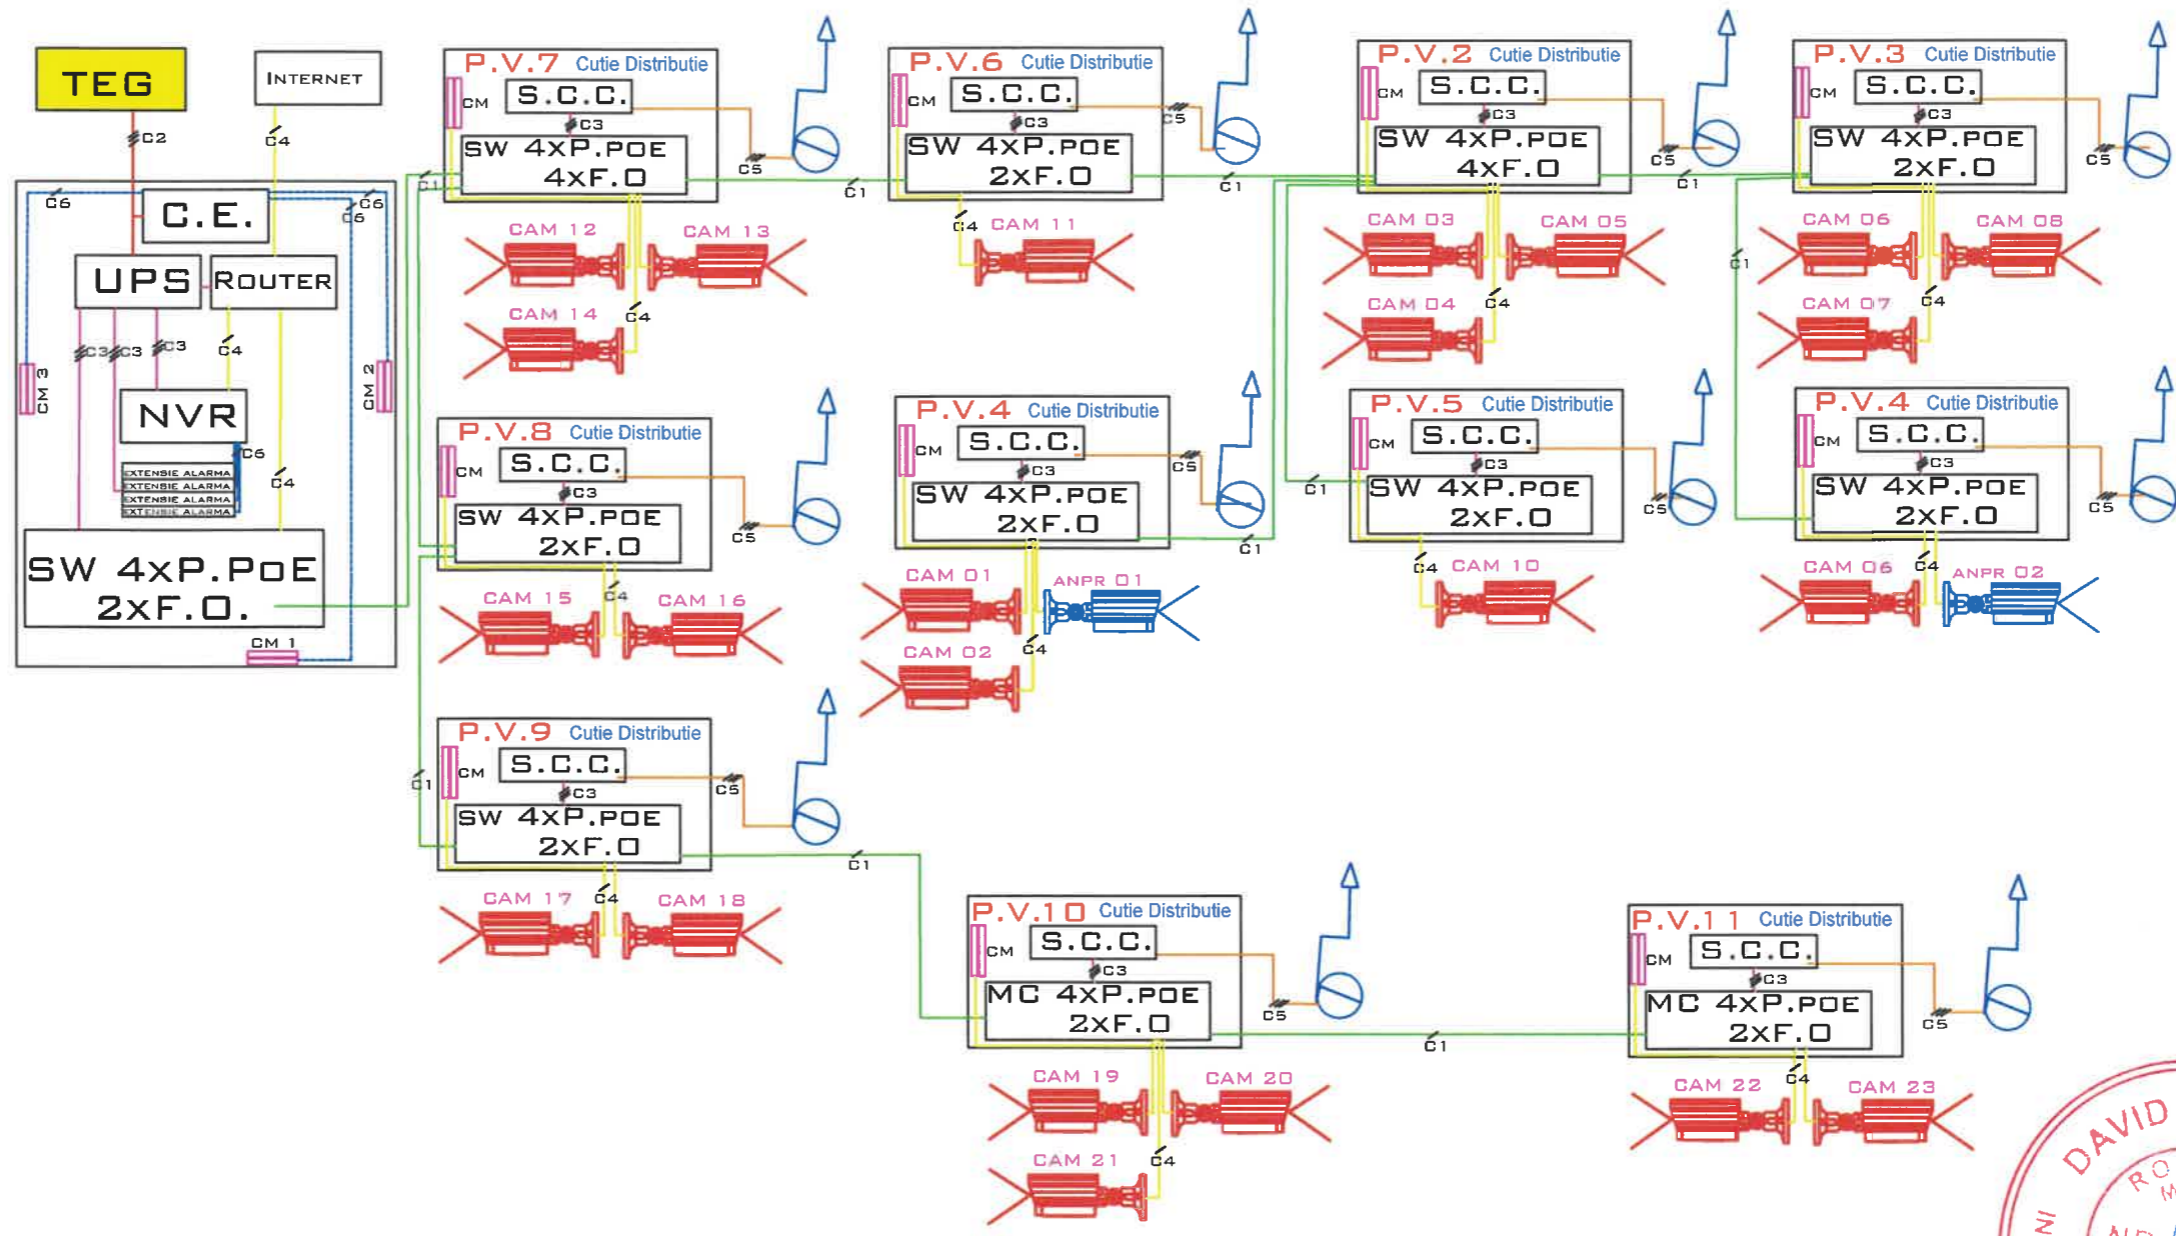 TEG
INTERNET
C2
C4
C6
C6
C6
C.E.
UPS
ROUTER
C3
C3
C3
C4
CM 3
CM 2
NVR
C6
EXTENSIE ALARMA
EXTENSIE ALARMA
EXTENSIE ALARMA
EXTENSIE ALARMA
C4
SW 4xP.POE
2xF.O.
CM 1
P.V.7 Cutie Distributie
CM
S.C.C.
C3
SW 4xP.POE
4xF.O
C1
C5
C1
CAM 12
CAM 13
CAM 14
C4
P.V.6 Cutie Distributie
CM
S.C.C.
C3
SW 4xP.POE
2xF.O
C5
C1
C4
CAM 11
P.V.2 Cutie Distributie
CM
S.C.C.
C3
SW 4xP.POE
4xF.O
C5
C1
CAM 03
CAM 05
CAM 04
C4
P.V.3 Cutie Distributie
CM
S.C.C.
C3
SW 4xP.POE
2xF.O
C5
C1
CAM 06
CAM 08
CAM 07
C4
P.V.8 Cutie Distributie
CM
S.C.C.
C3
SW 4xP.POE
2xF.O
C5
CAM 15
C4
CAM 16
P.V.4 Cutie Distributie
CM
S.C.C.
C3
SW 4xP.POE
2xF.O
C5
C1
CAM 01
ANPR 01
CAM 02
C4
P.V.5 Cutie Distributie
CM
S.C.C.
C3
SW 4xP.POE
2xF.O
C1
C5
C4
CAM 10
P.V.4 Cutie Distributie
CM
S.C.C.
C3
SW 4xP.POE
2xF.O
C5
CAM 06
C4
ANPR 02
P.V.9 Cutie Distributie
CM
S.C.C.
C3
SW 4xP.POE
2xF.O
C1
C5
C1
CAM 17
C4
CAM 18
P.V.10 Cutie Distributie
CM
S.C.C.
C3
MC 4xP.POE
2xF.O
C5
C1
CAM 19
CAM 20
CAM 21
C4
P.V.11 Cutie Distributie
CM
S.C.C.
C3
MC 4xP.POE
2xF.O
C5
CAM 22
C4
CAM 23
DAVID